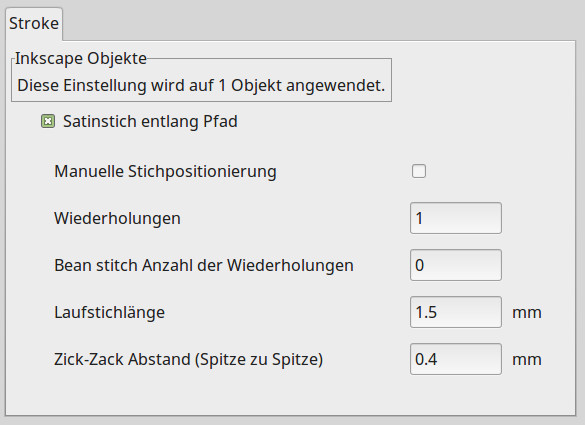 Stroke
Inkscape Objekte
Diese Einstellung wird auf 1 Objekt angewendet.
Satinstich entlang Pfad
Manuelle Stichpositionierung
Wiederholungen 1
Bean stitch Anzahl der Wiederholungen 0
Laufstichlänge 1.5 mm
Zick-Zack Abstand (Spitze zu Spitze) 0.4 mm